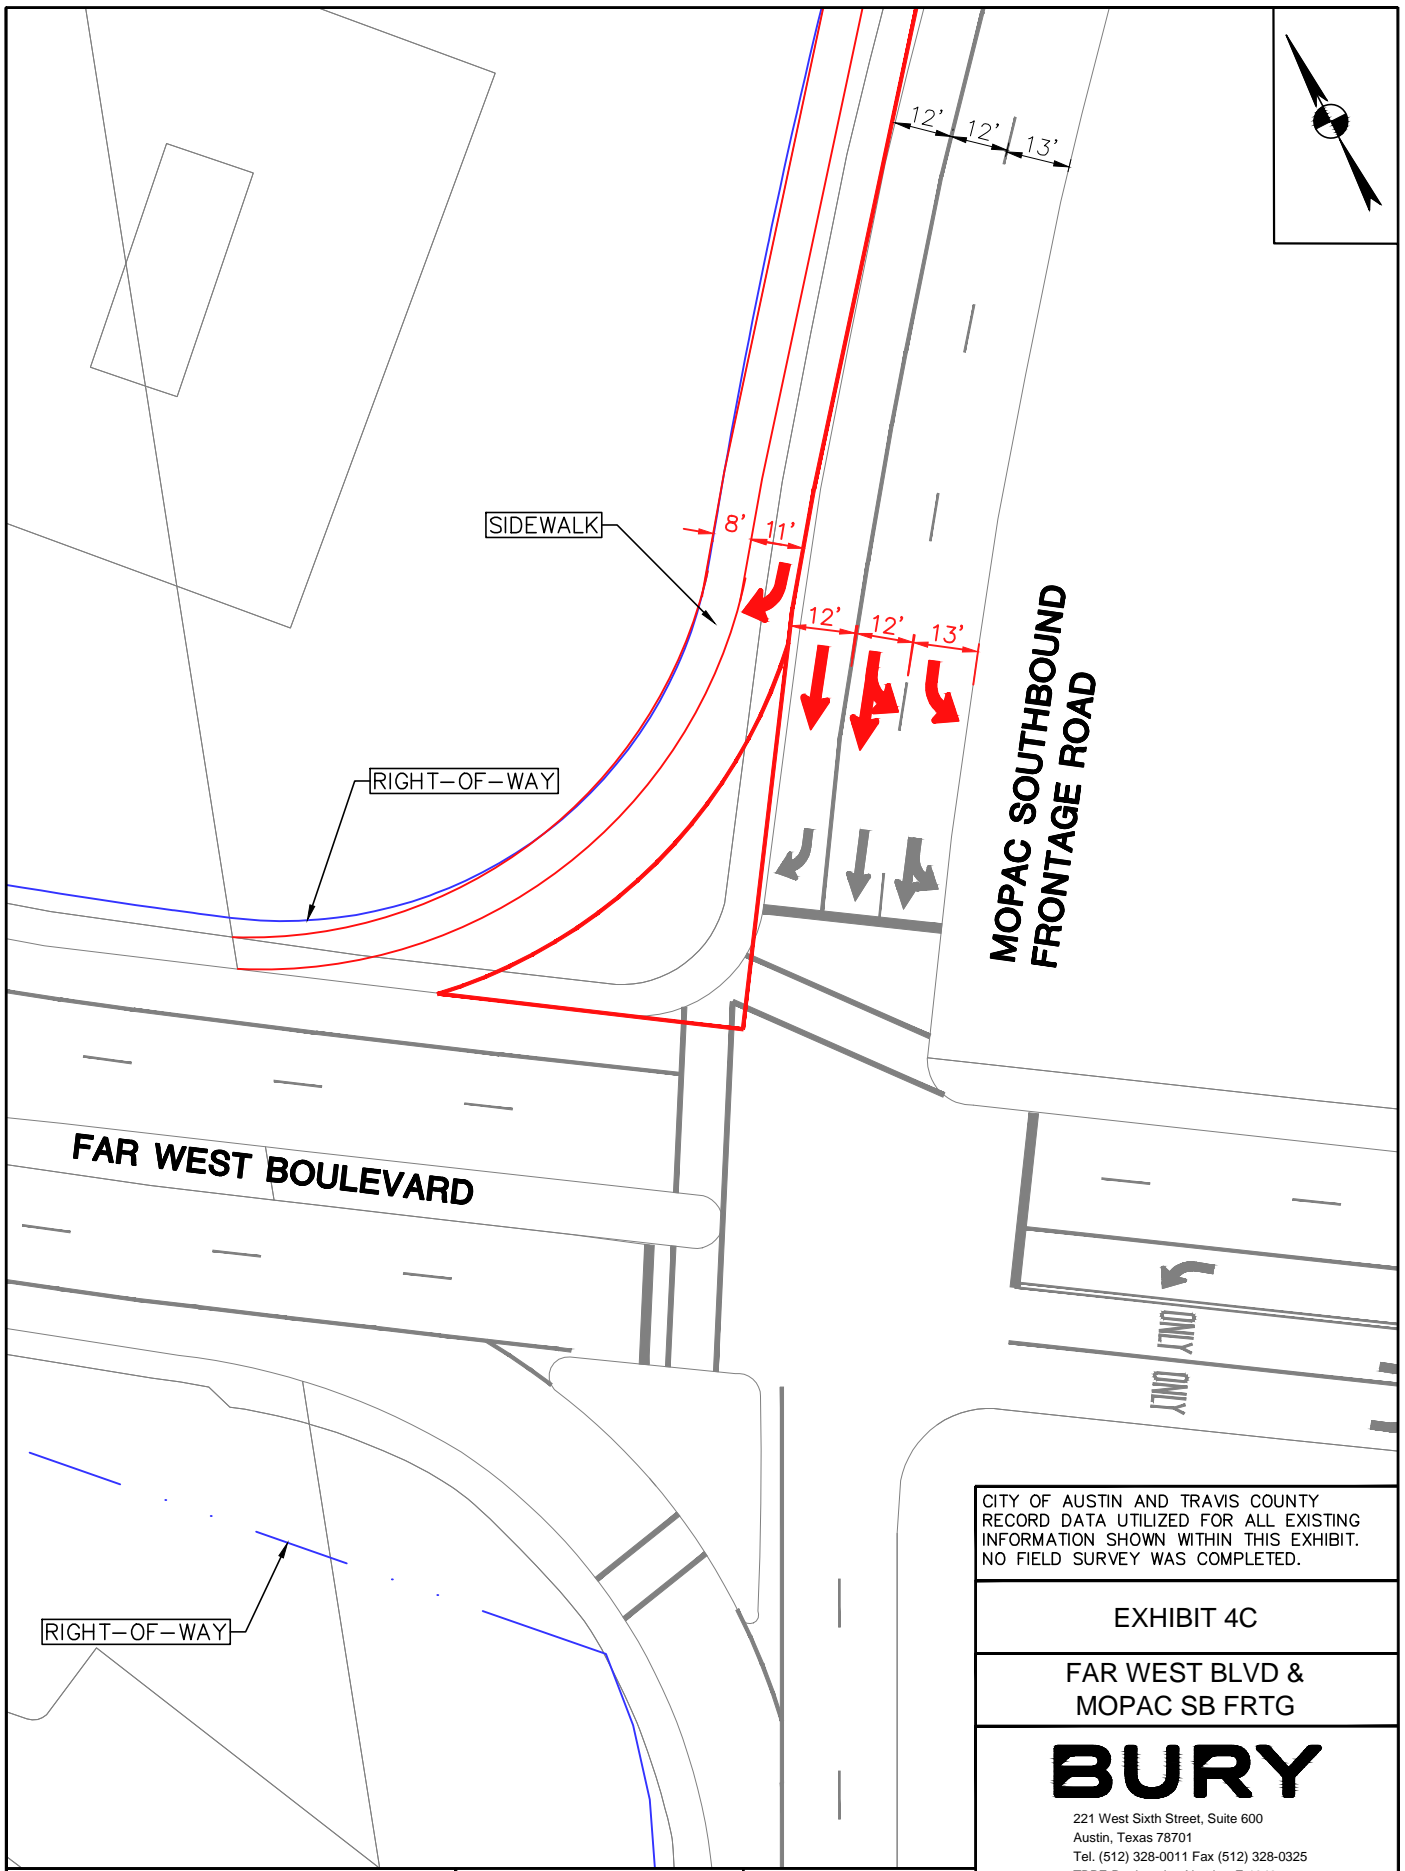 12' 12' 13'
SIDEWALK
8' 11'
12' 12' 13'
RIGHT-OF-WAY
MOPAC SOUTHBOUND
FRONTAGE ROAD
FAR WEST BOULEVARD
ONLY
ONLY
RIGHT-OF-WAY
CITY OF AUSTIN AND TRAVIS COUNTY
RECORD DATA UTILIZED FOR ALL EXISTING
INFORMATION SHOWN WITHIN THIS EXHIBIT.
NO FIELD SURVEY WAS COMPLETED.
EXHIBIT 4C
FAR WEST BLVD &
MOPAC SB FRTG
BURY
221 West Sixth Street, Suite 600
Austin, Texas 78701
Tel. (512) 328-0011 Fax (512) 328-0325